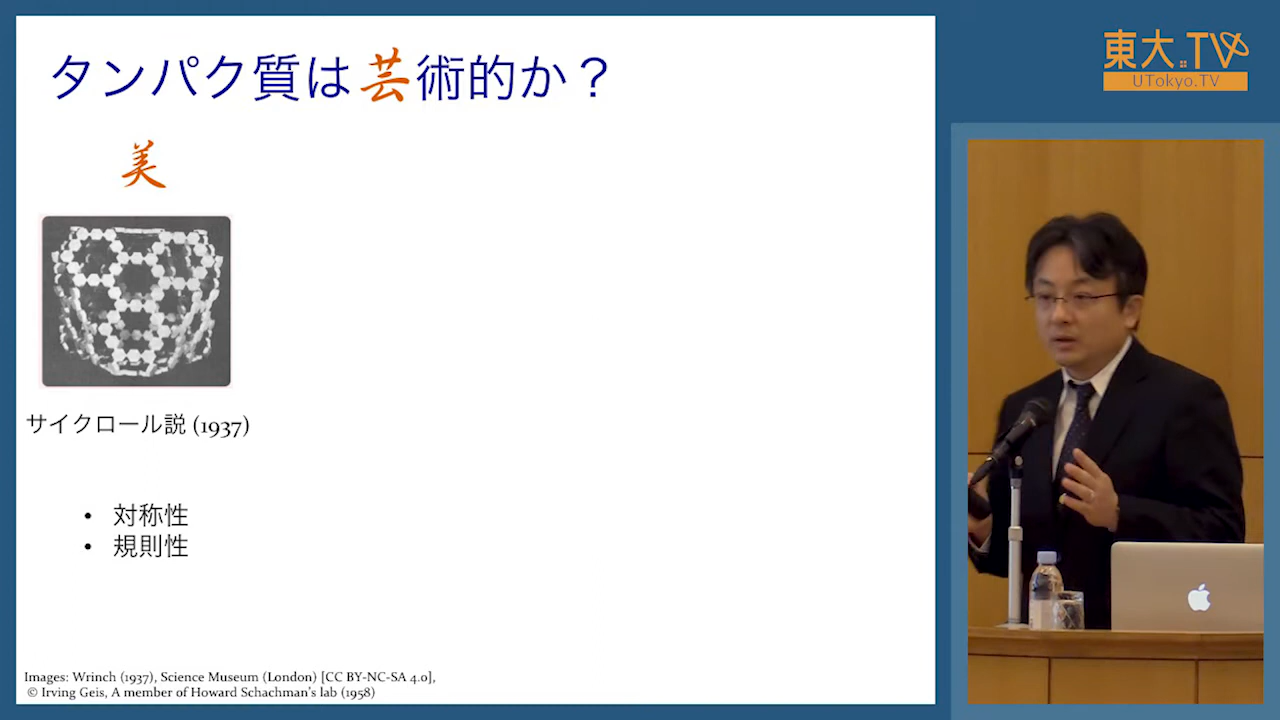 タンパク質は芸術的か？
美
サイクロール説 (1937)
• 対称性
• 規則性
Images: Wrinch (1937), Science Museum (London) [CC BY-NC-SA 4.0],
© Irving Geis, A member of Howard Schachman's lab (1958)
東大.TV
UTokyo.TV